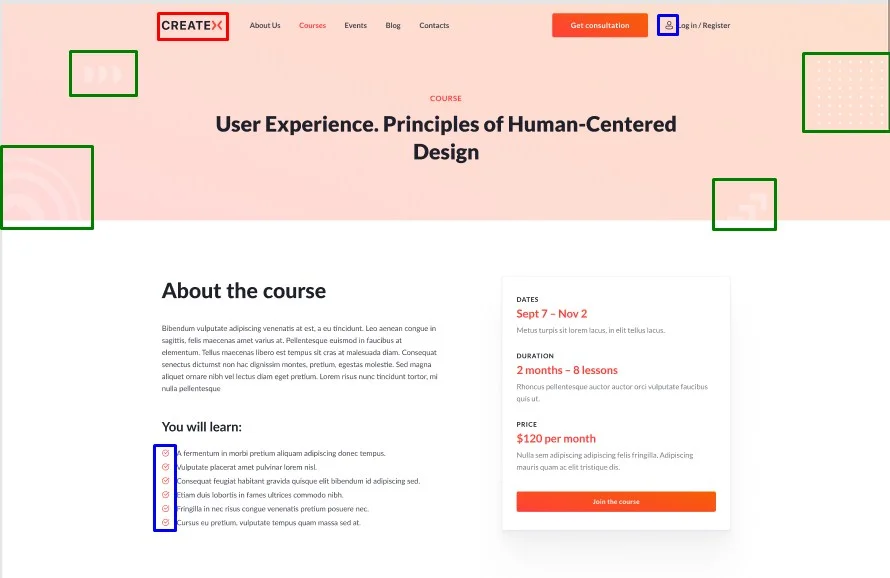 CREATEX
About Us Courses Events Blog Contacts
Get consultation
Log in / Register
COURSE
User Experience. Principles of Human-Centered
Design
About the course
Bibendum vulputate adipiscing venenatis at est, a eu tincidunt. Leo aenean congue in
sagittis, felis maecenas amet varius at. Pellentesque euismod in faucibus at
elementum. Tellus maecenas libero est tempus sit cras at malesuada diam. Consequat
senectus dictumst non hac dignissim montes, pretium, egestas molestie. Sed magna
aliquet ornare nibh vel lectus diam eget pretium. Lorem risus nunc tincidunt tortor, mi
nulla pellentesque
You will learn:
A fermentum in morbi pretium aliquam adipiscing donec tempus.
Vulputate placerat amet pulvinar lorem nisl.
Consequat feugiat habitant gravida quisque elit bibendum id adipiscing sed.
Etiam duis lobortis in fames ultrices commodo nibh.
Fringilla in nec risus congue venenatis pretium posuere nec.
Cursus eu pretium, vulputate tempus quam massa sed at.
DATES
Sept 7 – Nov 2
Metus turpis sit lorem lacus, in elit tellus lacus.
DURATION
2 months – 8 lessons
Rhoncus pellentesque auctor auctor orci vulputate faucibus
quis ut.
PRICE
$120 per month
Nulla sem adipiscing adipiscing felis fringilla. Adipiscing
mauris quam ac elit tristique dis.
Join the course